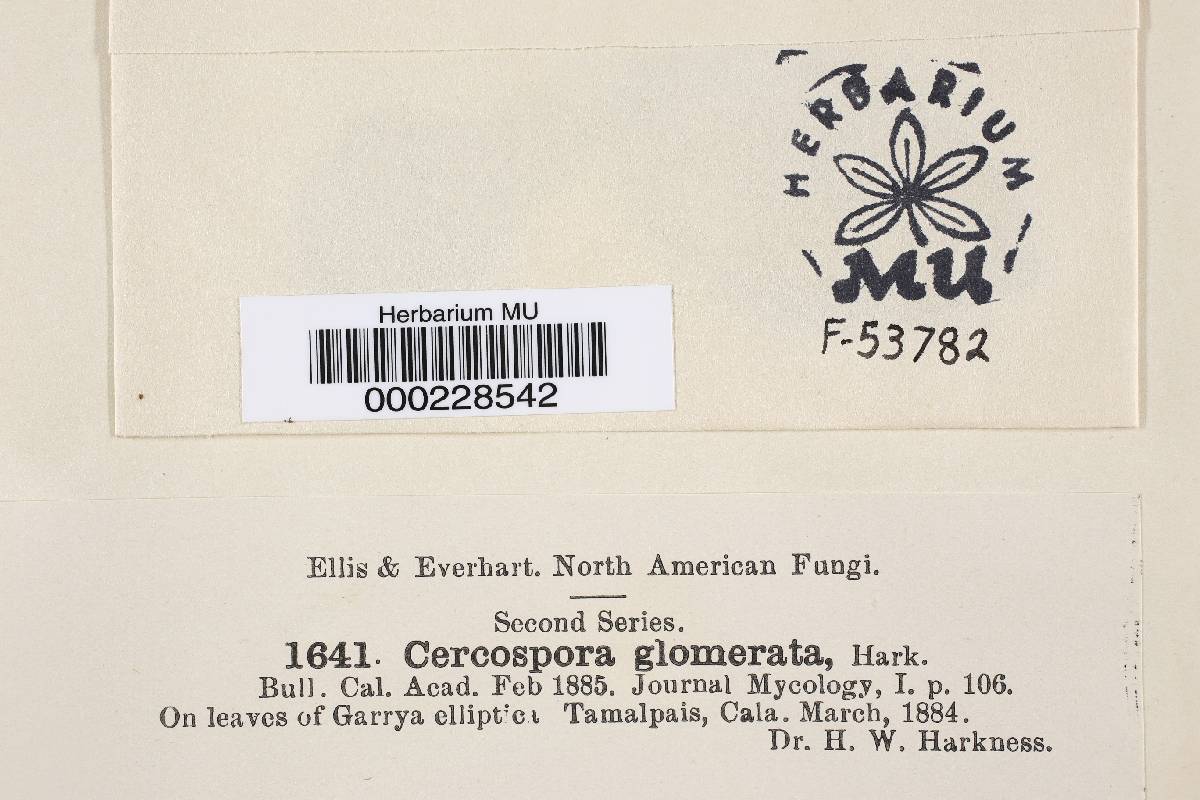 HERBARIUM
MU
F-53782
Herbarium MU
000228542
Ellis & Everhart. North American Fungi.
Second Series.
1641. Cercospora glomerata, Hark.
Bull. Cal. Acad. Feb 1885. Journal Mycology, I. p. 106.
On leaves of Garrya Tamalpais, Cala. March, 1884.
Dr. H. W. Harkness.